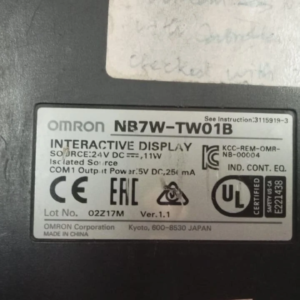 See Instruction:3115919-3
OMRON NB7W-TW01B
INTERACTIVE DISPLAY
SOURCE:24V DC ⎓,11W
Isolated Source
COM1 Output Power:5V DC,250mA
KCC-REM-OMR-
NB-00004
IND. CONT. EQ.
CE EAC UL
E221438
Lot No. 02Z17M Ver.1.1
OMRON Corporation Kyoto, 600-8530 JAPAN
MADE IN CHINA